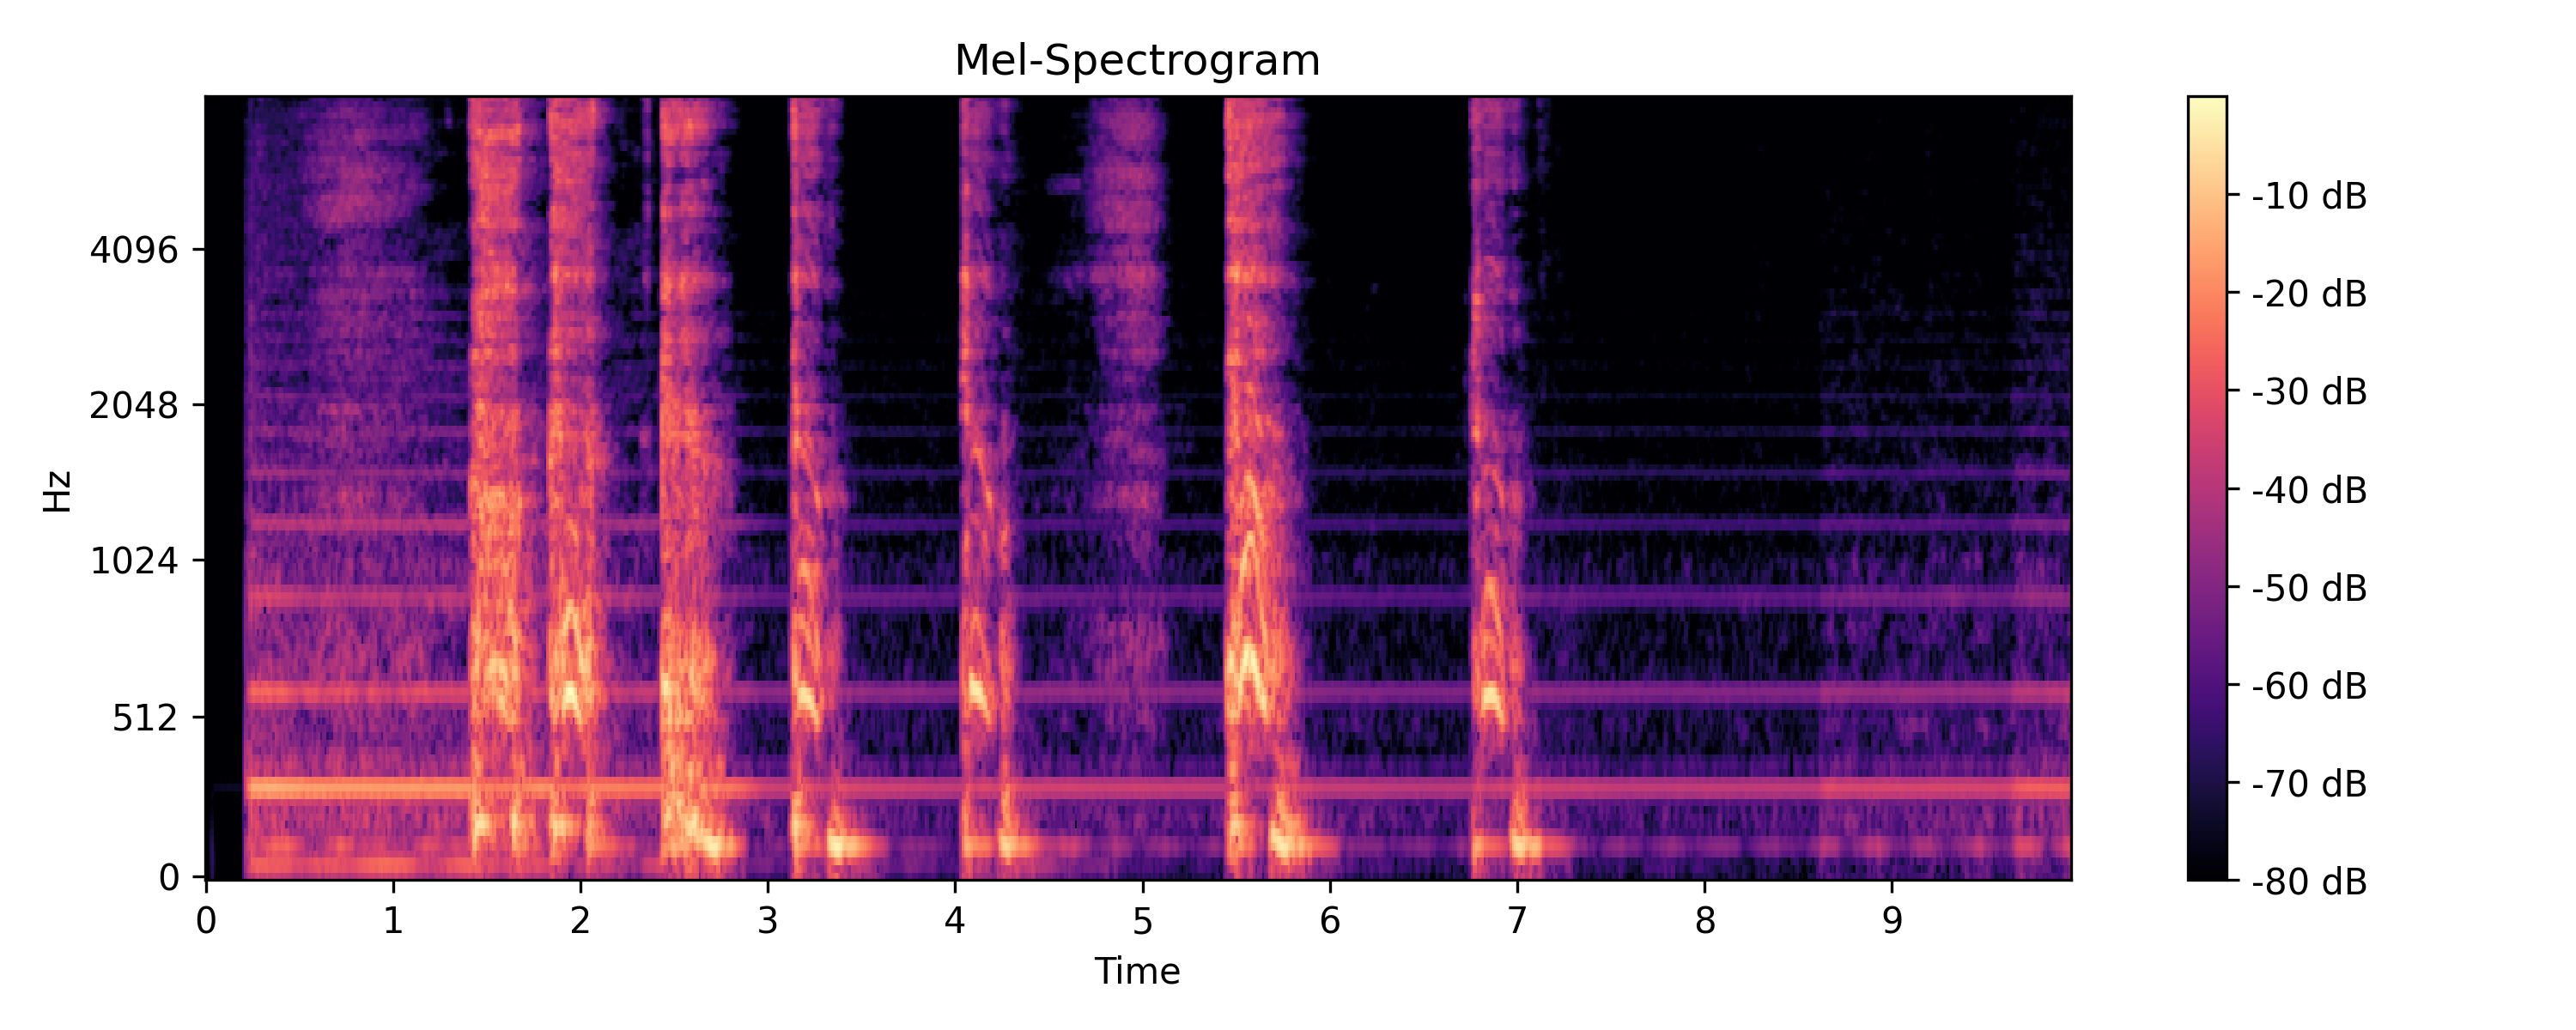 Mel-Spectrogram
Hz
4096
2048
1024
512
0
0 1 2 3 4 5 6 7 8 9
Time
-10 dB
-20 dB
-30 dB
-40 dB
-50 dB
-60 dB
-70 dB
-80 dB